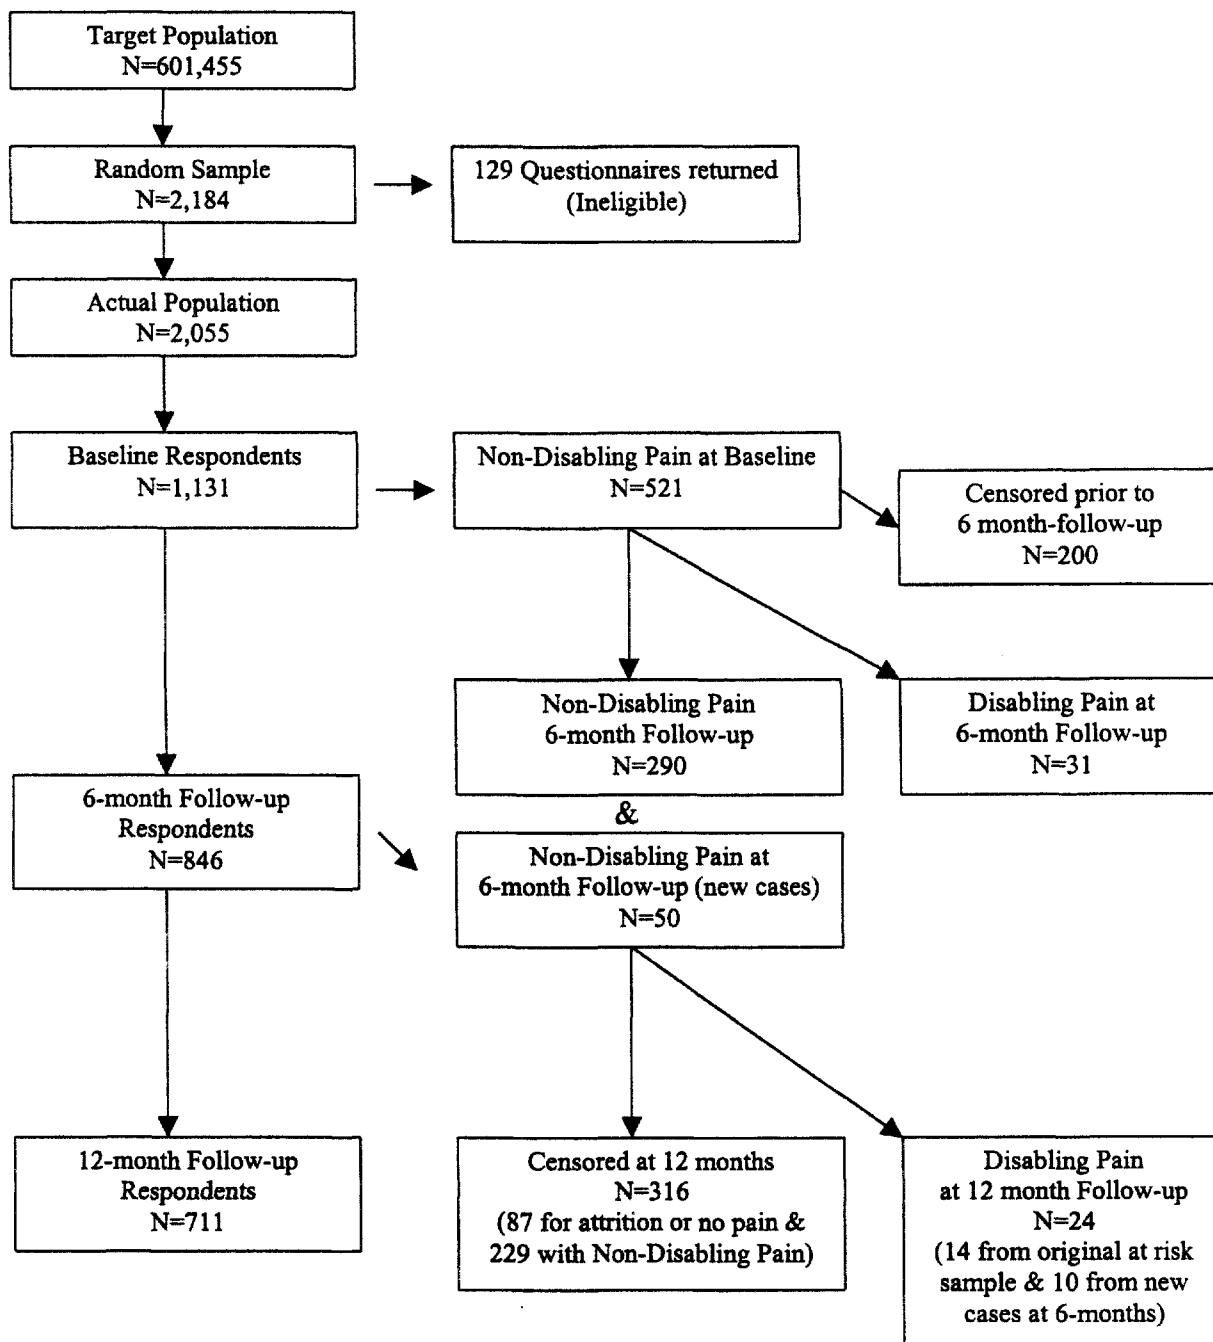 Target Population
N=601,455
Random Sample
N=2,184
129 Questionnaires returned
(Ineligible)
Actual Population
N=2,055
Baseline Respondents
N=1,131
Non-Disabling Pain at Baseline
N=521
Censored prior to
6 month-follow-up
N=200
Non-Disabling Pain
6-month Follow-up
N=290
Disabling Pain at
6-month Follow-up
N=31
&
6-month Follow-up
Respondents
N=846
Non-Disabling Pain at
6-month Follow-up (new cases)
N=50
12-month Follow-up
Respondents
N=711
Censored at 12 months
N=316
(87 for attrition or no pain &
229 with Non-Disabling Pain)
Disabling Pain
at 12 month Follow-up
N=24
(14 from original at risk
sample & 10 from new
cases at 6-months)